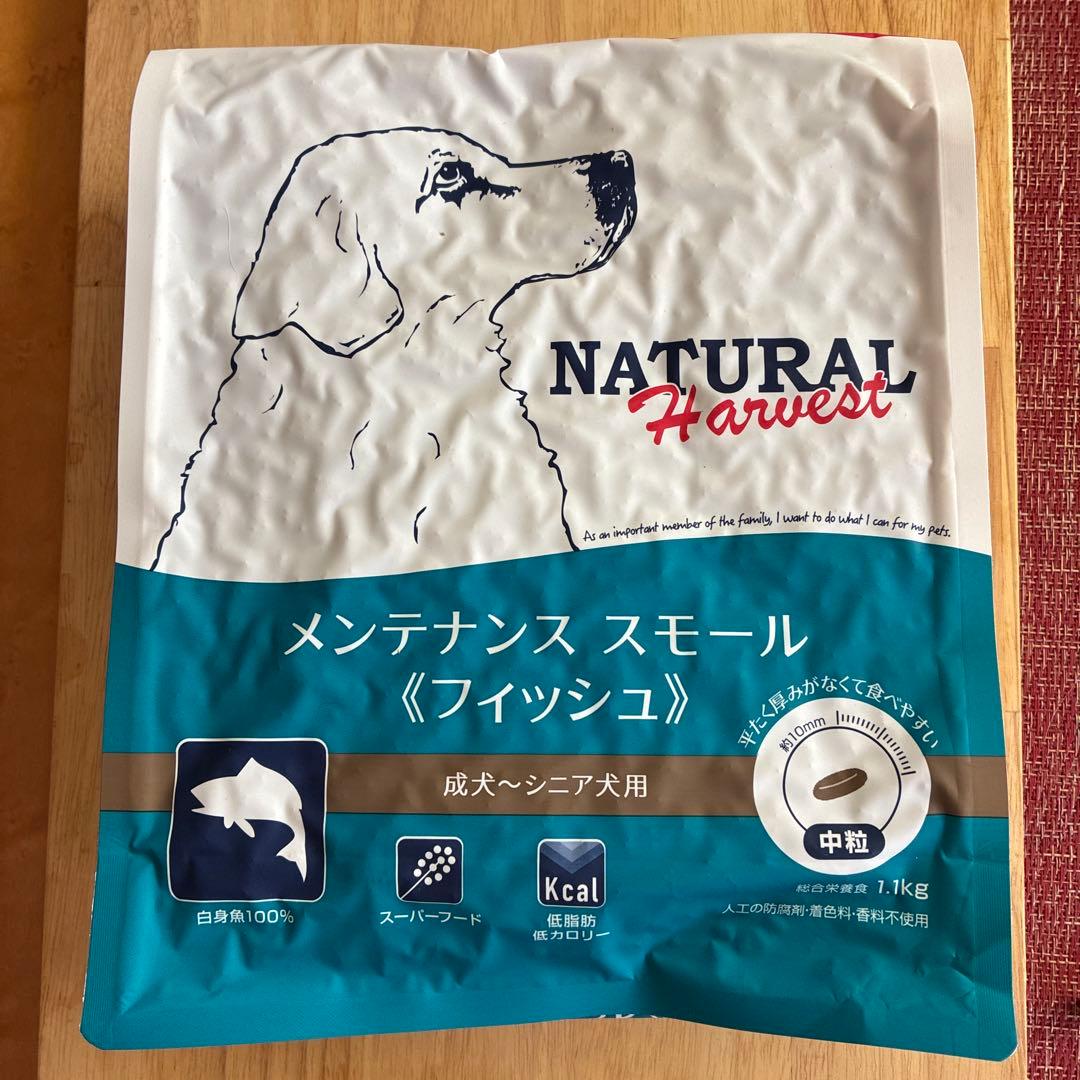 NATURAL
Harvest
As an important member of the family, I want to do what I can for my pets.
メンテナンス スモール
《フィッシュ》
平たく厚みがなくて食べやすい
約10mm
成犬～シニア犬用
中粒
Kcal
白身魚100%
スーパーフード
低脂肪
低カロリー
総合栄養食 1.1kg
人工の防腐剤・着色料・香料不使用